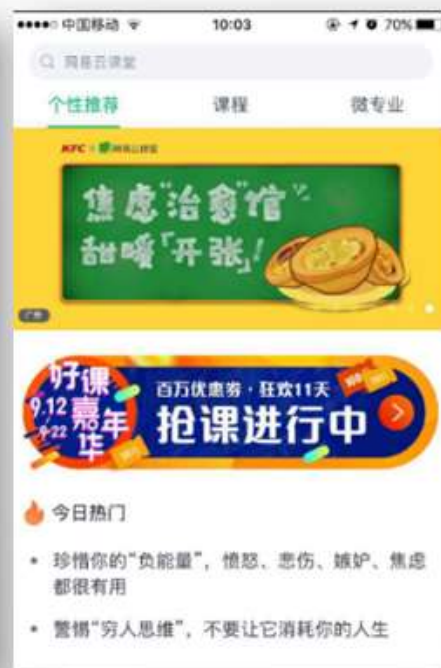 中国移动 10:03 70%
网易云课堂
个性推荐 课程 微专业
KFC × 网易云课堂
焦虑“治愈”馆
甜暖「开张」!
广告
好课
9.12 嘉年
9.22 华
百万优惠券·狂欢11天
抢课进行中
今日热门
• 珍惜你的“负能量”，愤怒、悲伤、嫉妒、焦虑
都很有用
• 警惕“穷人思维”，不要让它消耗你的人生